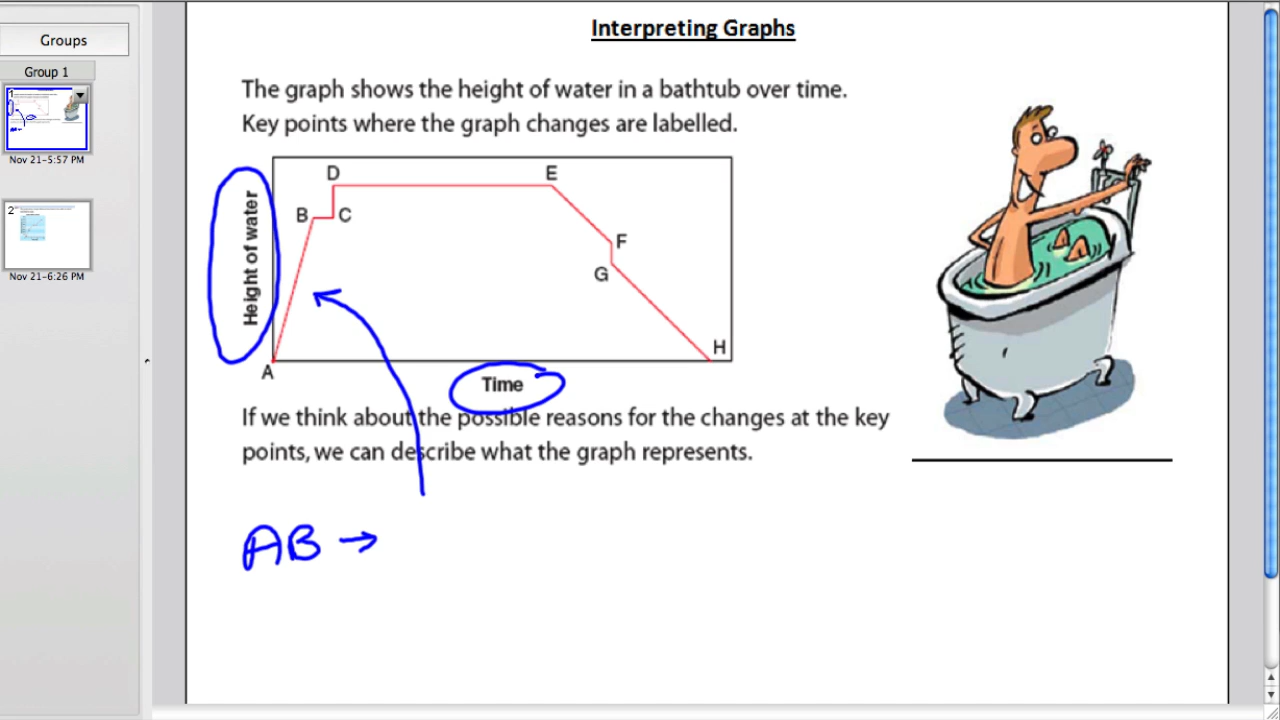 Groups
Group 1
1
Nov 21-5:57 PM
2
Nov 21-6:26 PM
Interpreting Graphs
The graph shows the height of water in a bathtub over time.
Key points where the graph changes are labelled.
Height of water
D
E
B
C
F
G
H
A
Time
If we think about the possible reasons for the changes at the key
points, we can describe what the graph represents.
AB →